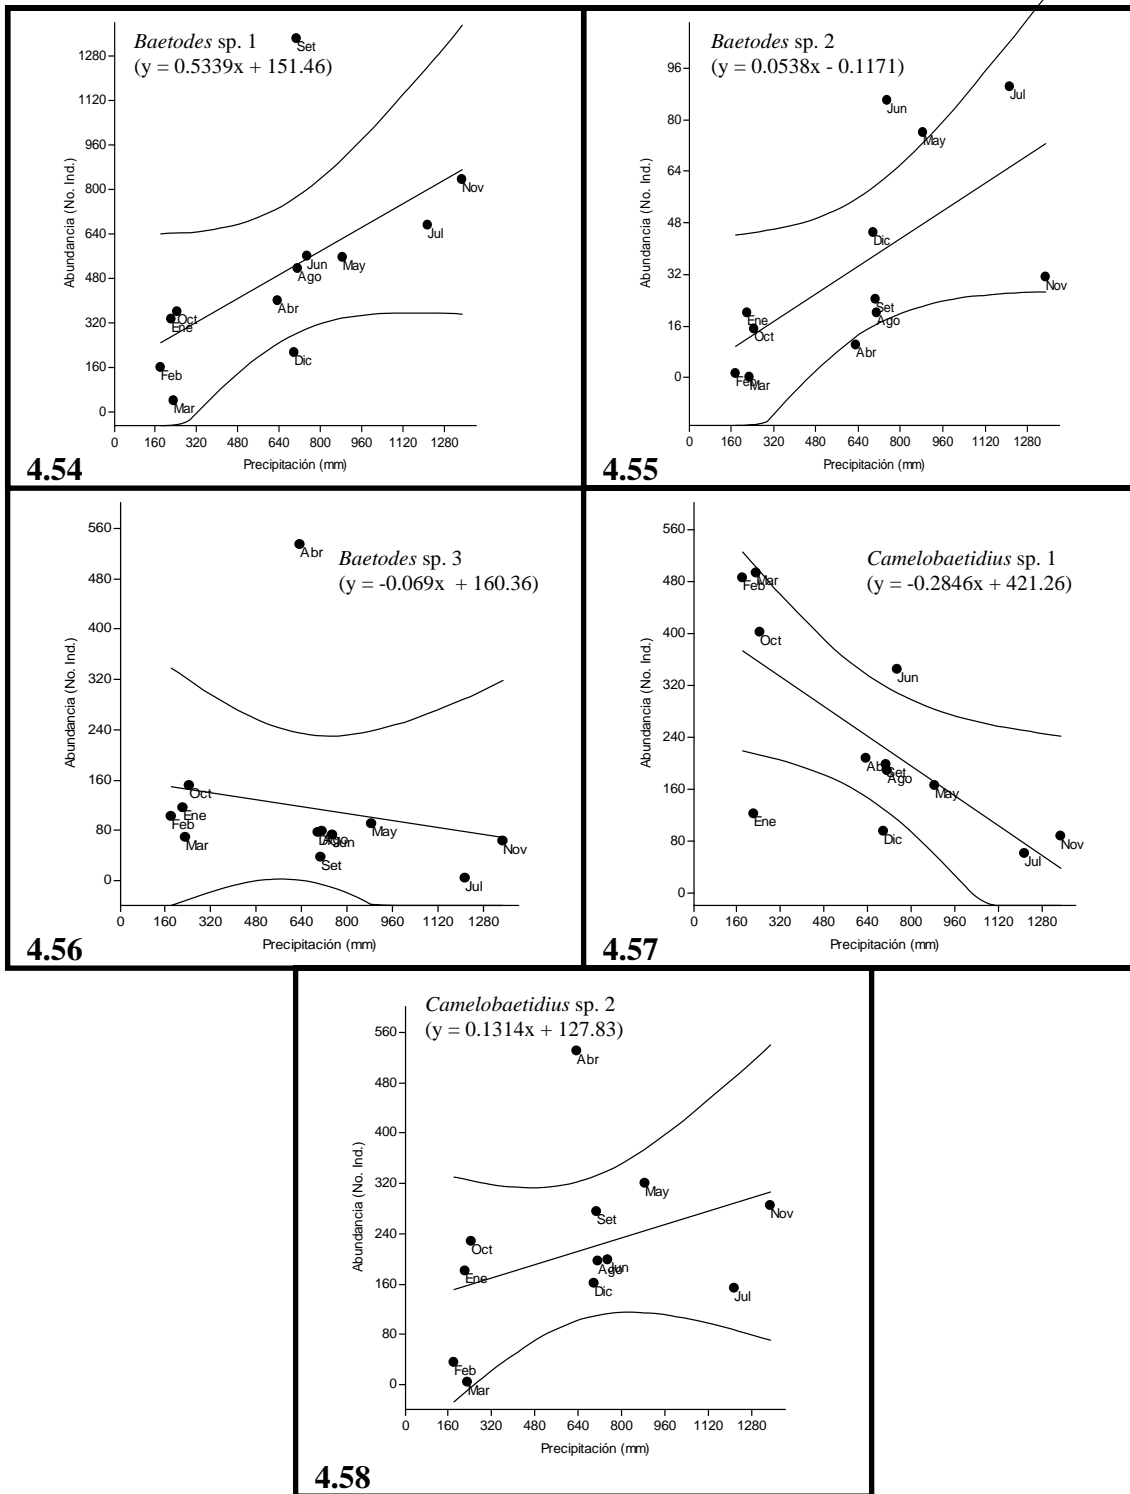 Baetodes sp. 1
(y = 0.5339x + 151.46)
1280
1120
960
800
640
480
320
160
0
Abundancia (No. Ind.)
Set
Nov
Jul
Jun
May
Ago
Abr
Oct
Ene
Dic
Feb
Mar
0 160 320 480 640 800 960 1120 1280
Precipitación (mm)
4.54
Baetodes sp. 2
(y = 0.0538x - 0.1171)
96
80
64
48
32
16
0
Abundancia (No. Ind.)
Jul
Jun
May
Dic
Nov
Set
Ene
Ago
Oct
Abr
Feb
Mar
0 160 320 480 640 800 960 1120 1280
Precipitación (mm)
4.55
Baetodes sp. 3
(y = -0.069x + 160.36)
560
480
400
320
240
160
80
0
Abundancia (No. Ind.)
Abr
Oct
Ene
Feb
Mar
Dic
Ago
Jun
May
Set
Nov
Jul
0 160 320 480 640 800 960 1120 1280
Precipitación (mm)
4.56
Camelobaetidius sp. 1
(y = -0.2846x + 421.26)
560
480
400
320
240
160
80
0
Abundancia (No. Ind.)
Mar
Feb
Oct
Jun
Abr
Set
Ago
May
Ene
Dic
Nov
Jul
0 160 320 480 640 800 960 1120 1280
Precipitación (mm)
4.57
Camelobaetidius sp. 2
(y = 0.1314x + 127.83)
560
480
400
320
240
160
80
0
Abundancia (No. Ind.)
Abr
May
Set
Nov
Oct
Ene
Ago
Jun
Dic
Jul
Feb
Mar
0 160 320 480 640 800 960 1120 1280
Precipitación (mm)
4.58